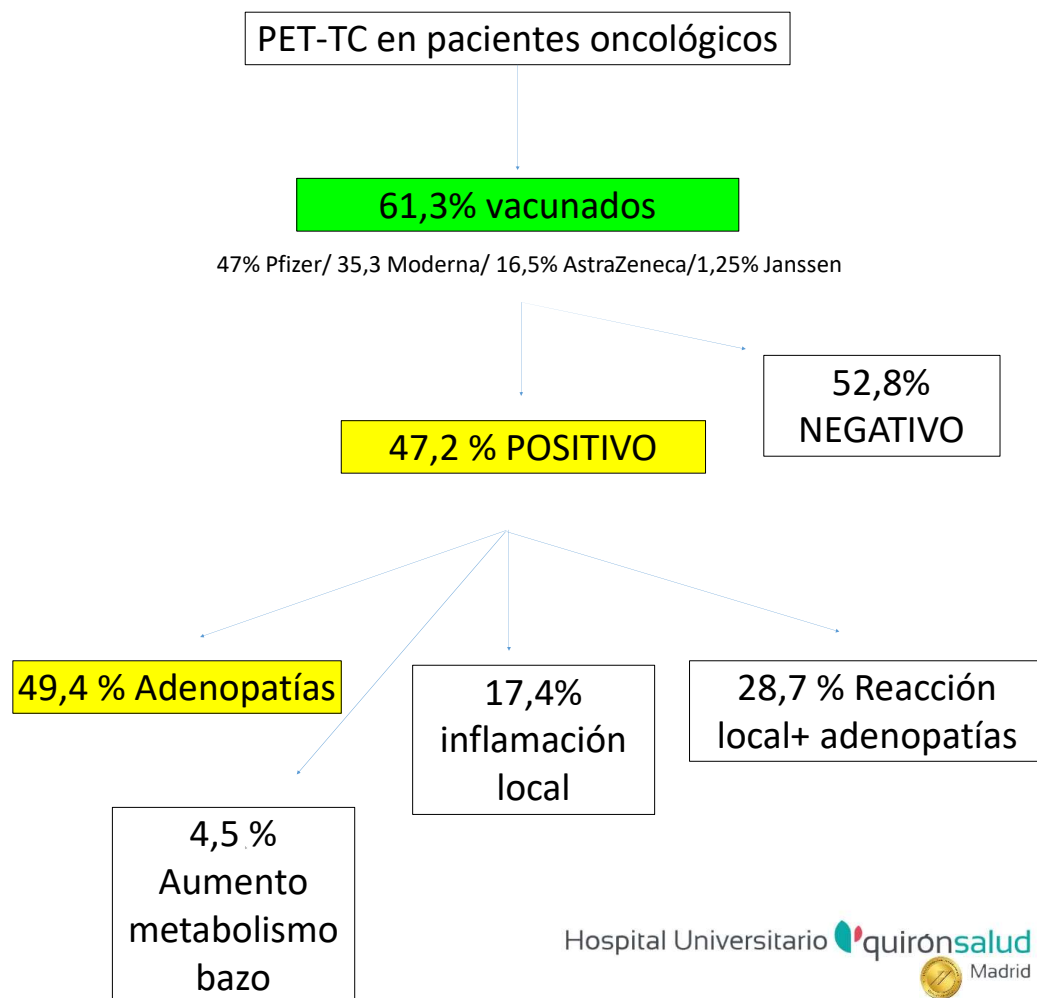 PET-TC en pacientes oncológicos
61,3% vacunados
47% Pfizer/ 35,3 Moderna/ 16,5% AstraZeneca/1,25% Janssen
52,8%
NEGATIVO
47,2 % POSITIVO
49,4 % Adenopatías
17,4%
inflamación
local
28,7 % Reacción
local+ adenopatías
4,5 %
Aumento
metabolismo
bazo
Hospital Universitario quirónsalud
Madrid